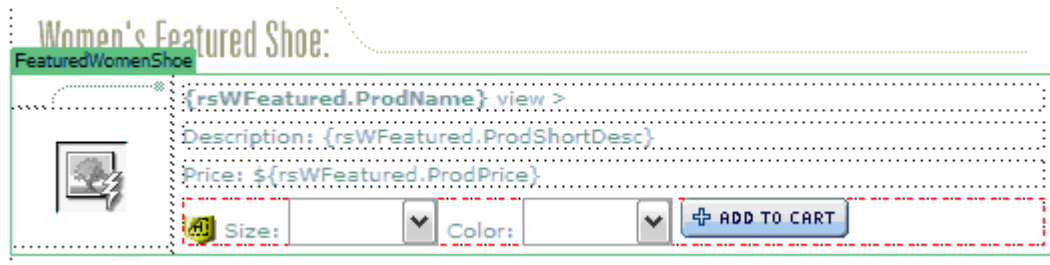 Women's Featured Shoe:
FeaturedWomenShoe
{rsWFeatured.ProdName} view >
Description: {rsWFeatured.ProdShortDesc}
Price: ${rsWFeatured.ProdPrice}
Size: Color: ADD TO CART